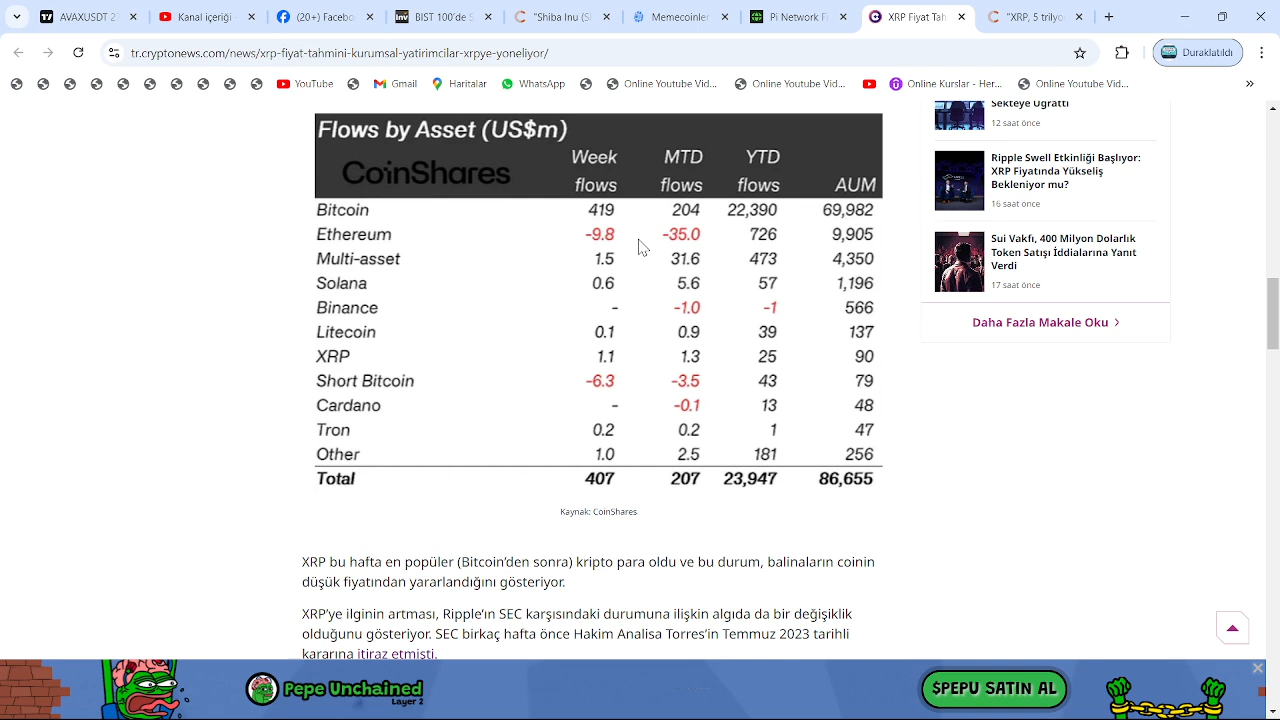 AVAXUSDT 2
Kanal içeriği
(20+) Facebo
BIST 100 Se
"Shiba Inu (S
Memecoinler
Pi Network F
XRP Fiyat Tah
"XRP, onum
tr.cryptonews.com/news/xrp-fiyat-tahmini-kurumsal-yatirimcilar-xrpye-yoneliyor/
Duraklatıldı
YouTube
Gmail
Haritalar
WhatsApp
Online Youtube Vid...
Online Youtube Vid...
Online Kurslar - Her...
Online Youtube Vid...
Flows by Asset (US$m)
CoinShares
Week flows MTD flows YTD flows AUM
Bitcoin 419 204 22,390 69,982
Ethereum -9.8 -35.0 726 9,905
Multi-asset 1.5 31.6 473 4,350
Solana 0.6 5.6 57 1,196
Binance - -1.0 -1 566
Litecoin 0.1 0.9 39 137
XRP 1.1 1.3 25 90
Short Bitcoin -6.3 -3.5 43 79
Cardano - -0.1 13 48
Tron 0.2 0.2 1 47
Other 1.0 2.5 181 256
Total 407 207 23,947 86,655
Kaynak: CoinShares
XRP bu hafta en popüler (Bitcoin'den sonra) kripto para oldu ve bu durum, balinaların coinin
düşük fiyatından yararlandığını gösteriyor.
XRP'ye ilginin artması, Ripple'ın SEC karşısındaki durumuna ilişkin algıda da bir değişiklik
olduğunu gösteriyor. SEC birkaç hafta önce Hakim Analisa Torres'in Temmuz 2023 tarihli
kararına itiraz etmişti.
Sekteye Uğrattı
12 saat önce
Ripple Swell Etkinliği Başlıyor:
XRP Fiyatında Yükseliş
Bekleniyor mu?
16 saat önce
Sui Vakfı, 400 Milyon Dolarlık
Token Satışı İddialarına Yanıt
Verdi
17 saat önce
Daha Fazla Makale Oku
Pepe Unchained
Layer 2
$PEPU SATIN AL